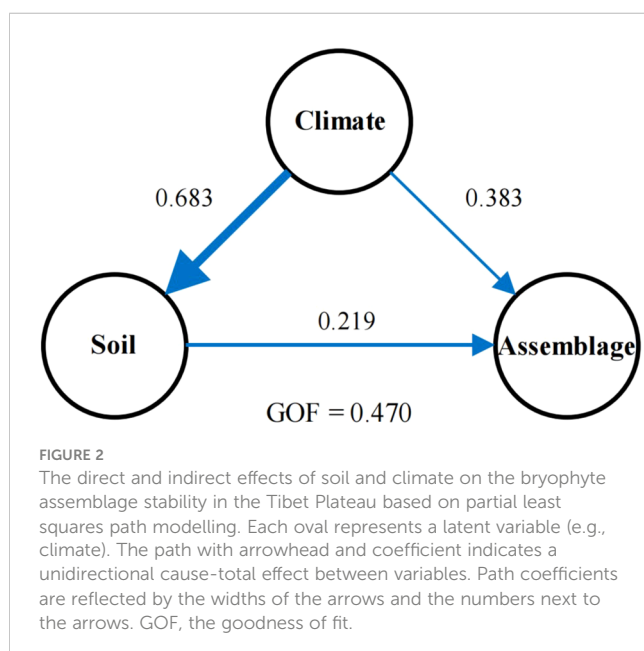 Climate
0.683
0.383
0.219
Soil
Assemblage
GOF = 0.470
FIGURE 2
The direct and indirect effects of soil and climate on the bryophyte
assemblage stability in the Tibet Plateau based on partial least
squares path modelling. Each oval represents a latent variable (e.g.,
climate). The path with arrowhead and coefficient indicates a
unidirectional cause-total effect between variables. Path coefficients
are reflected by the widths of the arrows and the numbers next to
the arrows. GOF, the goodness of fit.